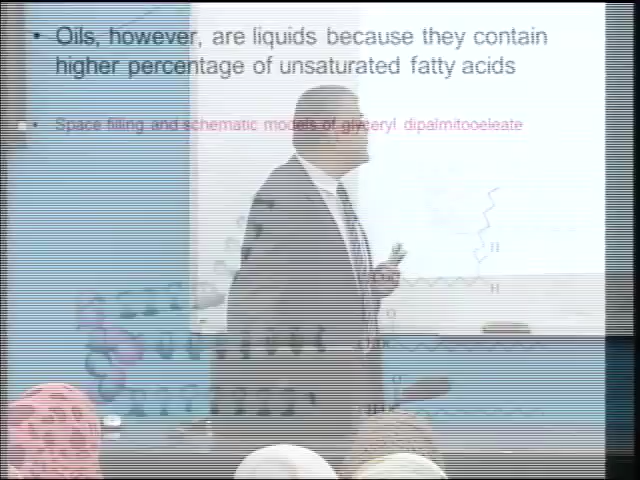 • Oils, however, are liquids because they contain
higher percentage of unsaturated fatty acids
• Space filling and schematic models of glyceryl dipalmitooeleate
H
H
O
O